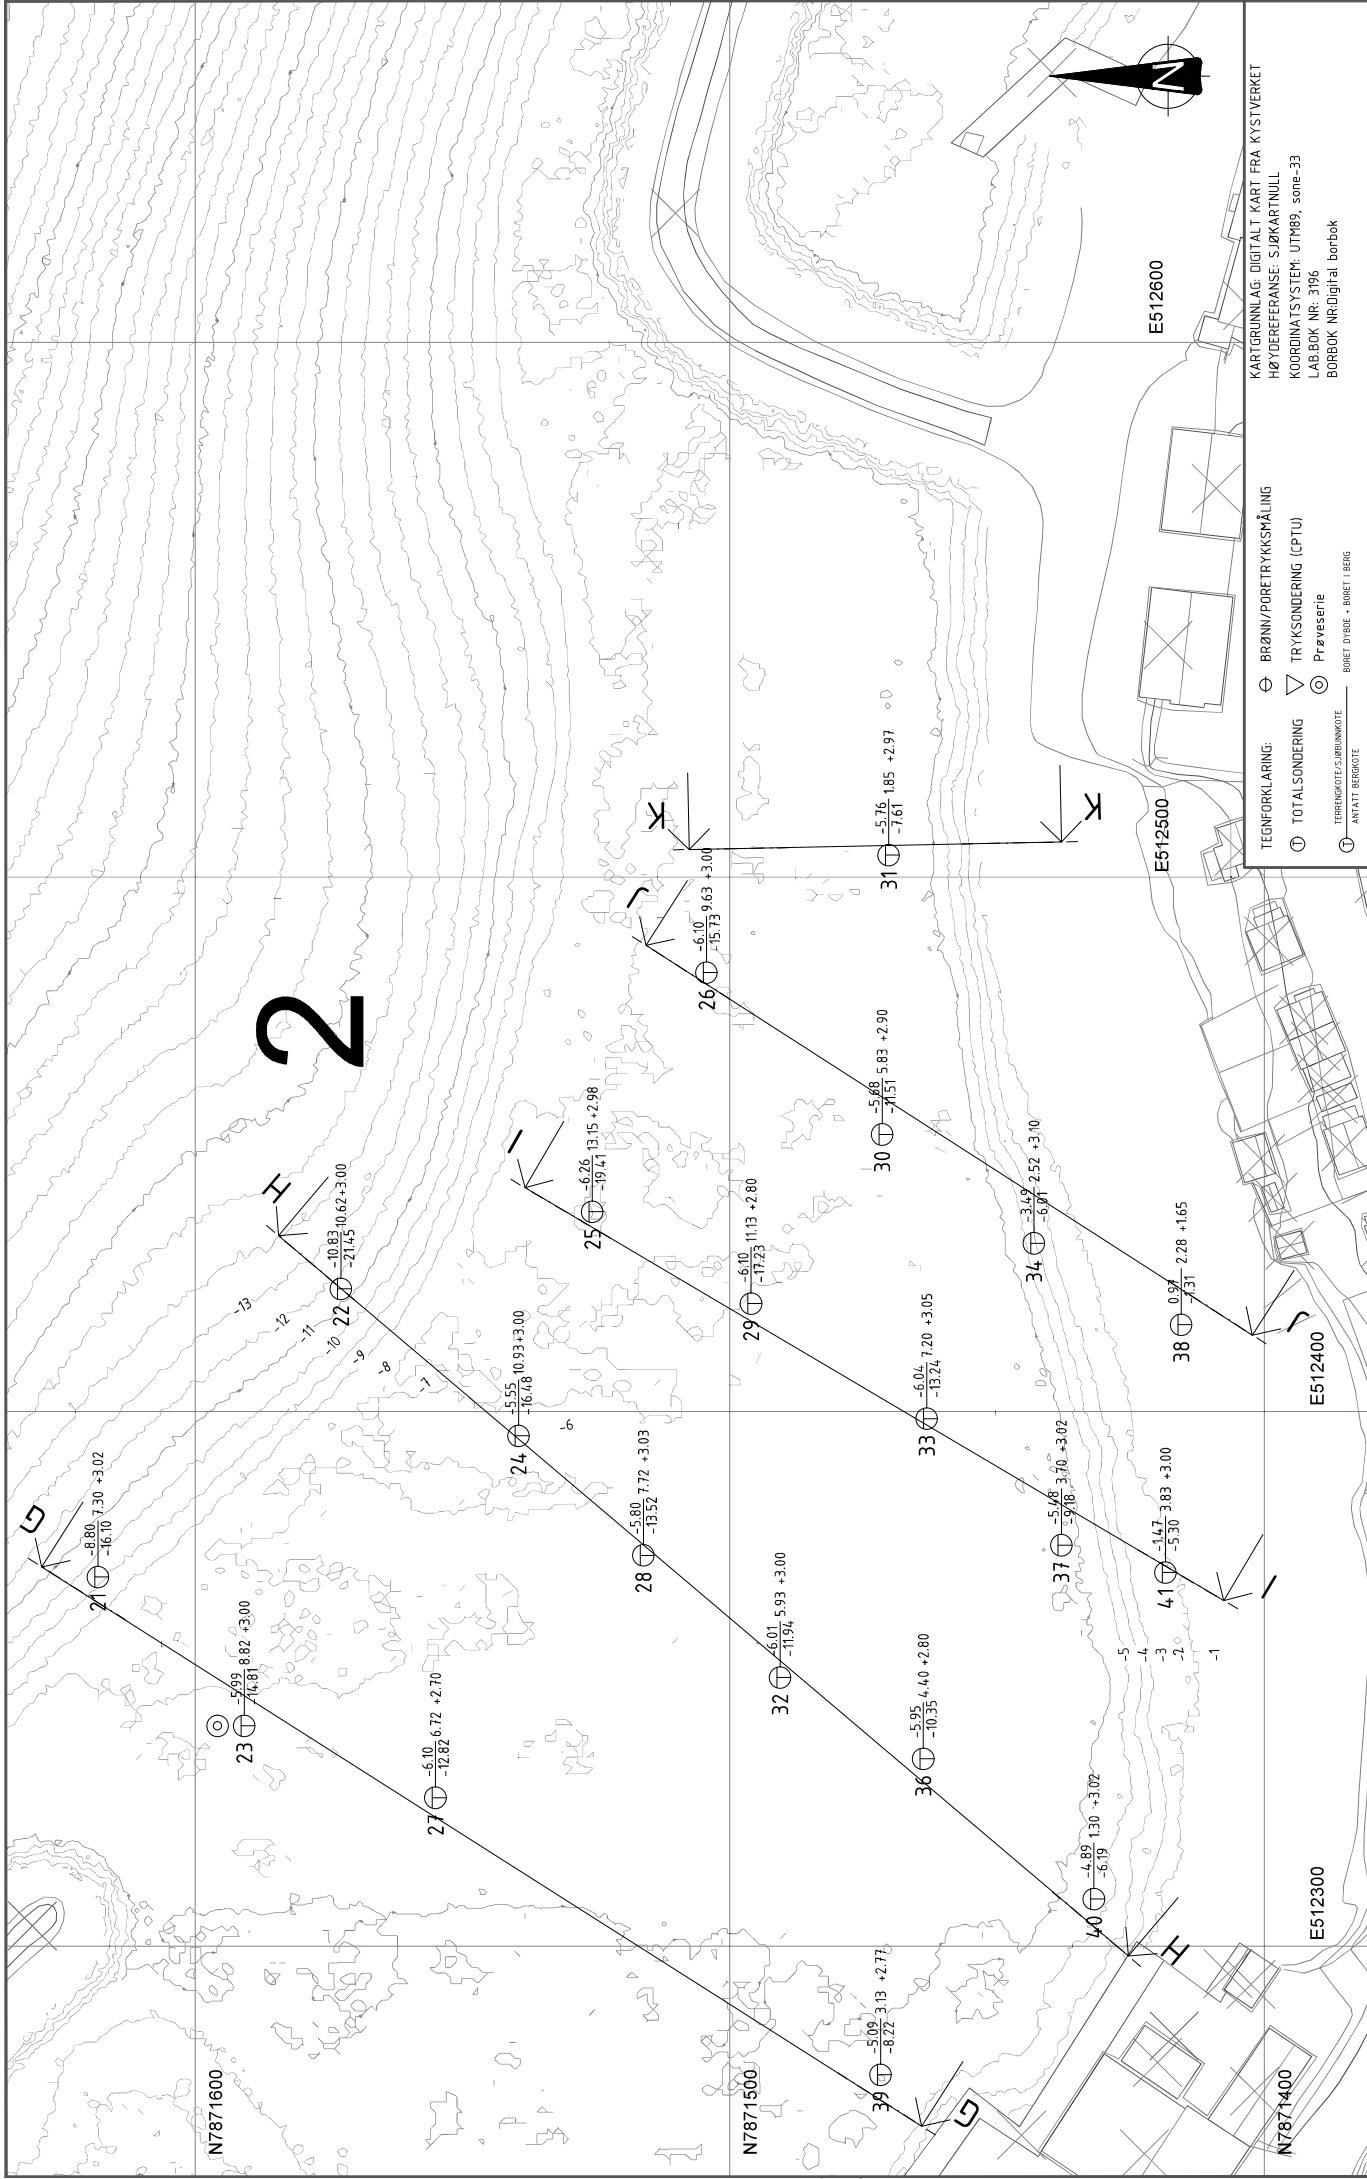 G
21
-8.80
-16.10
7.30 +3.02
23
-5.99
-14.81
8.82 +3.00
27
-6.10
-12.82
6.72 +2.70
39
-5.09
-8.22
3.13 +2.77
G
H
22
-10.83
-21.45
10.62+3.00
24
-5.55
-16.48
10.93+3.00
28
-5.80
-13.52
7.72 +3.03
32
-6.01
-11.94
5.93 +3.00
36
-5.95
-10.35
4.40 +2.80
40
-4.89
-6.19
1.30 +3.02
H
I
25
-6.26
-19.41
13.15 +2.98
29
-6.10
-17.23
11.13 +2.80
33
-6.04
-13.24
7.20 +3.05
37
-5.48
-9.18
3.70 +3.02
41
-1.47
-5.30
3.83 +3.00
I
J
26
-6.10
-15.73
9.63 +3.00
30
-5.68
-11.51
5.83 +2.90
34
-3.49
-6.01
2.52 +3.10
38
0.97
-1.31
2.28 +1.65
J
K
31
-5.76
-7.61
1.85 +2.97
K
2
-13
-12
-11
-10
-9
-8
-7
-6
-5
-4
-3
-2
-1
N7871600
N7871500
N7871400
E512300
E512400
E512500
E512600
N
TEGNFORKLARING:
T TOTALSONDERING
BRØNN/PORETRYKKSMÅLING
TRYKSONDERING (CPTU)
Prøveserie
T
TERRENGKOTE/SJØBUNNKOTE
ANTATT BERGKOTE
BORET DYBDE + BORET I BERG
KARTGRUNNLAG: DIGITALT KART FRA KYSTVERKET
HØYDEREFERANSE: SJØKARTNULL
KOORDINATSYSTEM: UTM89, sone-33
LAB.BOK NR.: 3196
BORBOK NR:Digital borbok